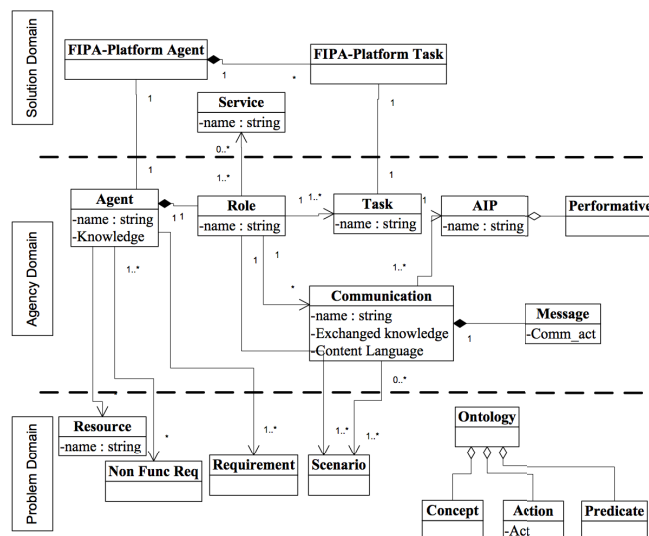 Solution Domain
FIPA-Platform Agent
FIPA-Platform Task
1
*
1
1
Service
-name : string
0..*
1
1..*
1
Agent
-name : string
-Knowledge
1
1
Role
-name : string
1
1..*
Task
-name : string
1
AIP
-name : string
Performative
Agency Domain
1..*
1
1
*
1..*
Communication
-name : string
-Exchanged knowledge
-Content Language
1
Message
-Comm_act
0..*
Problem Domain
Resource
-name : string
*
Non Func Req
1..*
Requirement
1..*
1..*
Scenario
Ontology
Concept
Action
-Act
Predicate